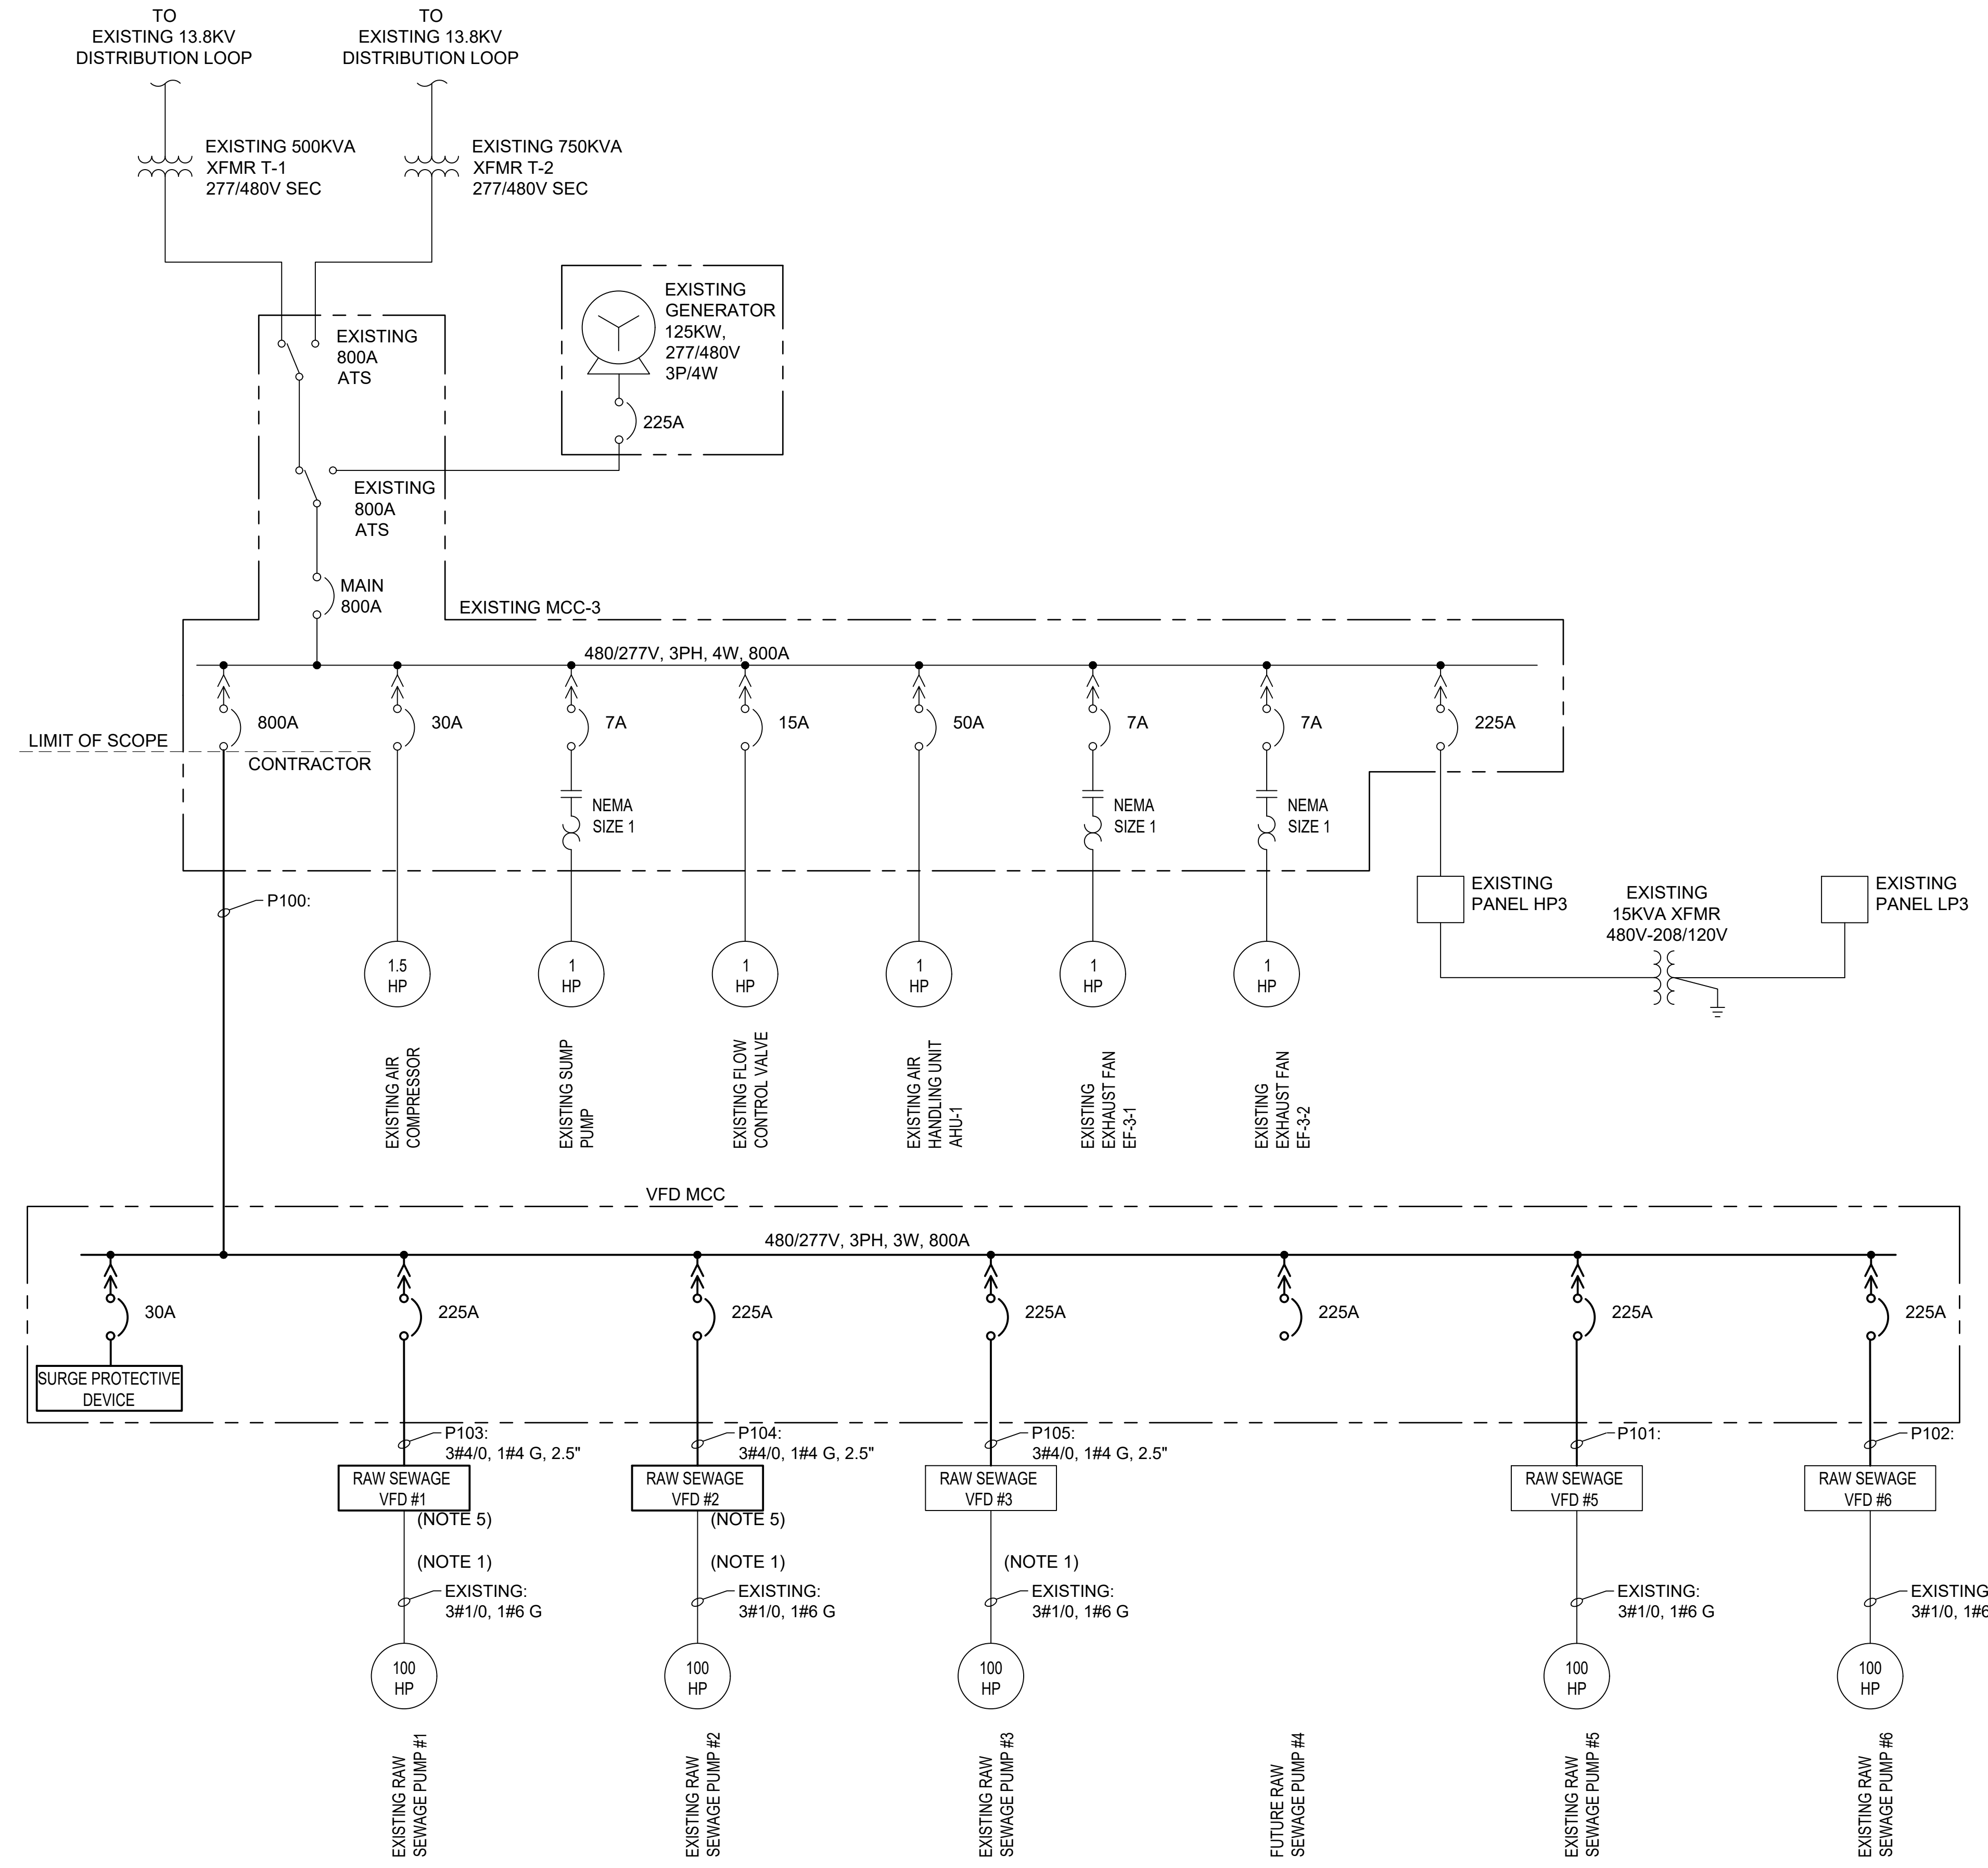 TO
EXISTING 13.8KV
DISTRIBUTION LOOP
TO
EXISTING 13.8KV
DISTRIBUTION LOOP
EXISTING 500KVA
XFMR T-1
277/480V SEC
EXISTING 750KVA
XFMR T-2
277/480V SEC
EXISTING
800A
ATS
EXISTING
GENERATOR
125KW,
277/480V
3P/4W
225A
EXISTING
800A
ATS
MAIN
800A
EXISTING MCC-3
480/277V, 3PH, 4W, 800A
800A
30A
7A
15A
50A
7A
7A
225A
LIMIT OF SCOPE
CONTRACTOR
NEMA
SIZE 1
NEMA
SIZE 1
NEMA
SIZE 1
P100:
EXISTING
PANEL HP3
EXISTING
15KVA XFMR
480V-208/120V
EXISTING
PANEL LP3
1.5
HP
1
HP
1
HP
1
HP
1
HP
1
HP
EXISTING AIR
COMPRESSOR
EXISTING SUMP
PUMP
EXISTING FLOW
CONTROL VALVE
EXISTING AIR
HANDLING UNIT
AHU-1
EXISTING
EXHAUST FAN
EF-3-1
EXISTING
EXHAUST FAN
EF-3-2
VFD MCC
480/277V, 3PH, 3W, 800A
30A
225A
225A
225A
225A
225A
225A
SURGE PROTECTIVE
DEVICE
P103:
3#4/0, 1#4 G, 2.5"
P104:
3#4/0, 1#4 G, 2.5"
P105:
3#4/0, 1#4 G, 2.5"
P101:
P102:
RAW SEWAGE
VFD #1
RAW SEWAGE
VFD #2
RAW SEWAGE
VFD #3
RAW SEWAGE
VFD #5
RAW SEWAGE
VFD #6
(NOTE 5)
(NOTE 5)
(NOTE 1)
(NOTE 1)
(NOTE 1)
EXISTING:
3#1/0, 1#6 G
EXISTING:
3#1/0, 1#6 G
EXISTING:
3#1/0, 1#6 G
EXISTING:
3#1/0, 1#6 G
EXISTING
3#1/0, 1#6
100
HP
100
HP
100
HP
100
HP
100
HP
EXISTING RAW
SEWAGE PUMP #1
EXISTING RAW
SEWAGE PUMP #2
EXISTING RAW
SEWAGE PUMP #3
FUTURE RAW
SEWAGE PUMP #4
EXISTING RAW
SEWAGE PUMP #5
EXISTING RAW
SEWAGE PUMP #6